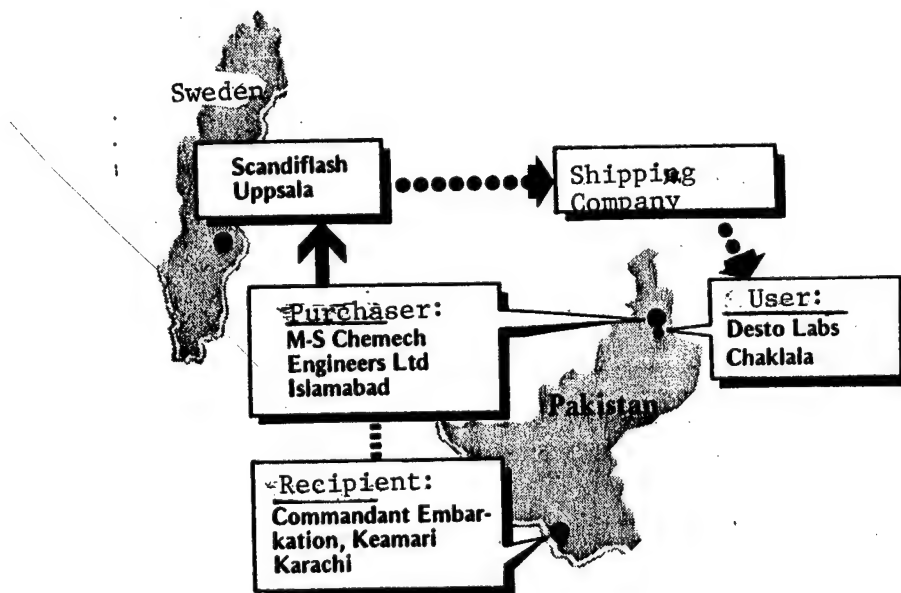 Sweden
Scandiflash
Uppsala
Shipping
Company
Purchaser:
M-S Chemech
Engineers Ltd
Islamabad
User:
Desto Labs
Chaklala
Pakistan
Recipient:
Commandant Embar-
kation, Keamari
Karachi